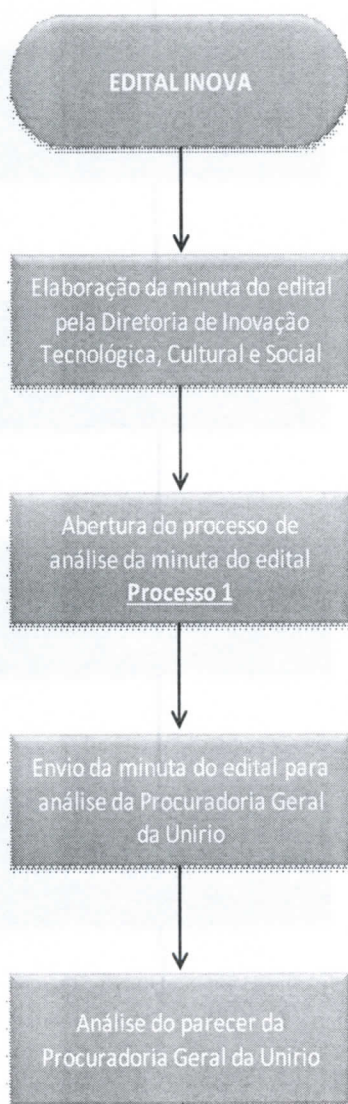 EDITAL INOVA
Elaboração da minuta do edital
pela Diretoria de Inovação
Tecnológica, Cultural e Social
Abertura do processo de
análise da minuta do edital
Processo 1
Envio da minuta do edital para
análise da Procuradoria Geral
da Unirio
Análise do parecer da
Procuradoria Geral da Unirio